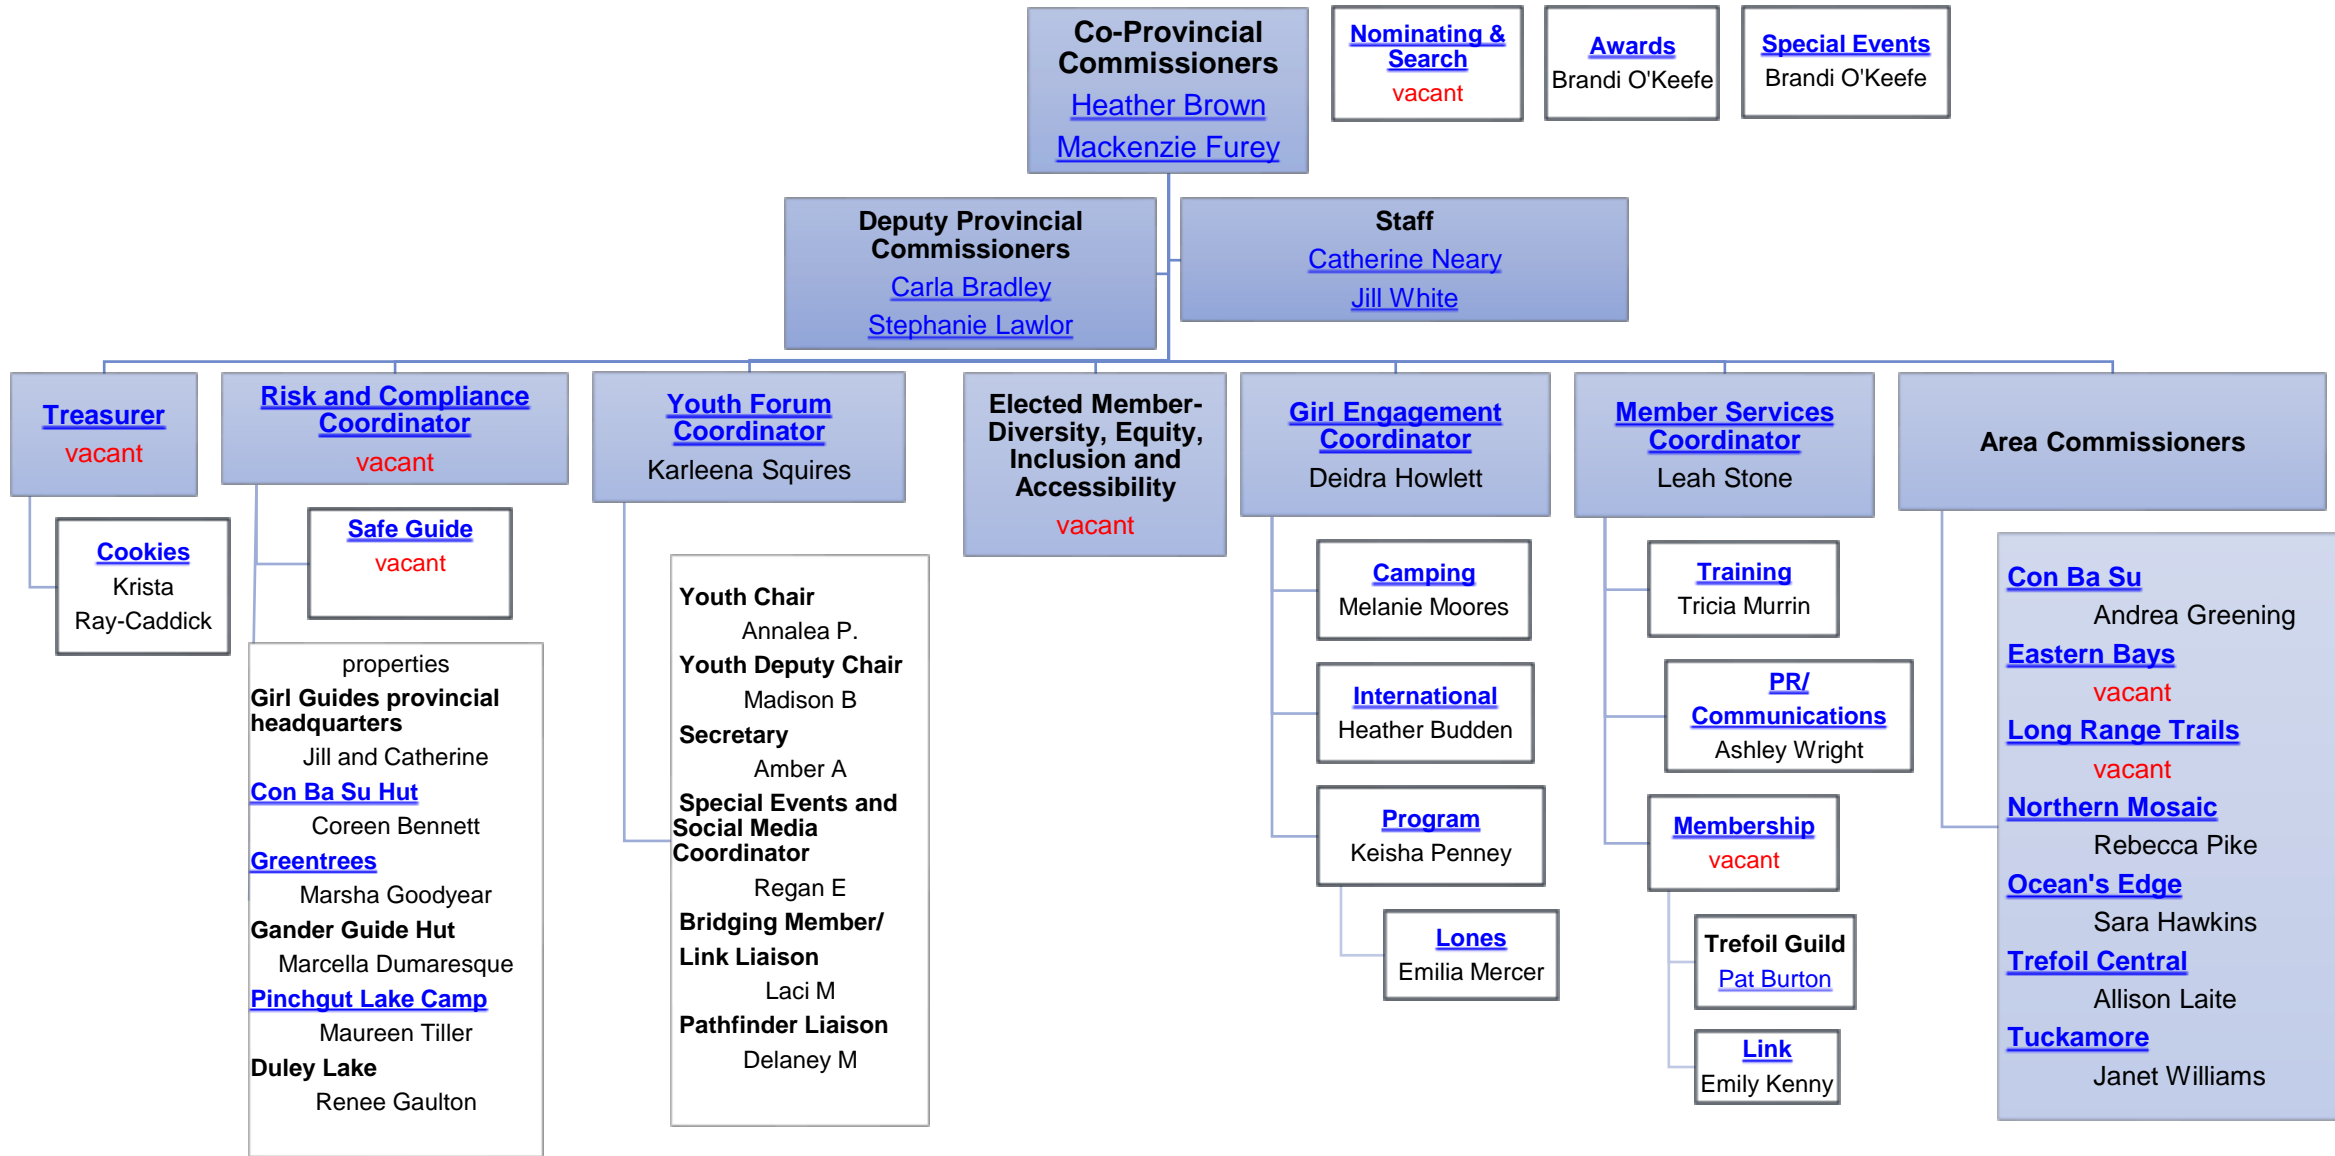 Co-Provincial
Commissioners
Heather Brown
Mackenzie Furey
Nominating &
Search
vacant
Awards
Brandi O'Keefe
Special Events
Brandi O'Keefe
Deputy Provincial
Commissioners
Carla Bradley
Stephanie Lawlor
Staff
Catherine Neary
Jill White
Treasurer
vacant
Cookies
Krista
Ray-Caddick
Risk and Compliance
Coordinator
vacant
Safe Guide
vacant
properties
Girl Guides provincial
headquarters
Jill and Catherine
Con Ba Su Hut
Coreen Bennett
Greentrees
Marsha Goodyear
Gander Guide Hut
Marcella Dumaresque
Pinchgut Lake Camp
Maureen Tiller
Duley Lake
Renee Gaulton
Youth Forum
Coordinator
Karleena Squires
Youth Chair
Annalea P.
Youth Deputy Chair
Madison B
Secretary
Amber A
Special Events and
Social Media
Coordinator
Regan E
Bridging Member/
Link Liaison
Laci M
Pathfinder Liaison
Delaney M
Elected Member-
Diversity, Equity,
Inclusion and
Accessibility
vacant
Girl Engagement
Coordinator
Deidra Howlett
Camping
Melanie Moores
International
Heather Budden
Program
Keisha Penney
Lones
Emilia Mercer
Member Services
Coordinator
Leah Stone
Training
Tricia Murrin
PR/
Communications
Ashley Wright
Membership
vacant
Trefoil Guild
Pat Burton
Link
Emily Kenny
Area Commissioners
Con Ba Su
Andrea Greening
Eastern Bays
vacant
Long Range Trails
vacant
Northern Mosaic
Rebecca Pike
Ocean's Edge
Sara Hawkins
Trefoil Central
Allison Laite
Tuckamore
Janet Williams